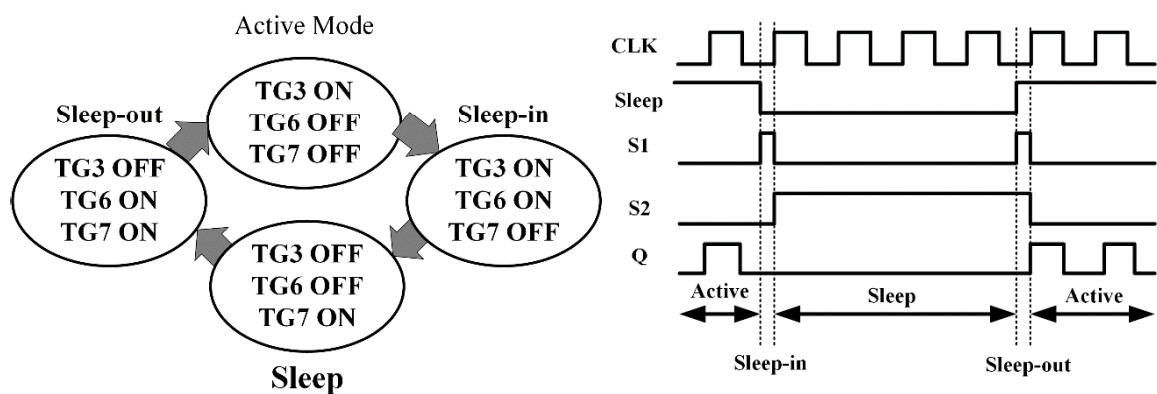 Active Mode
TG3 ON
TG6 OFF
TG7 OFF
Sleep-out
TG3 OFF
TG6 ON
TG7 ON
Sleep-in
TG3 ON
TG6 ON
TG7 OFF
TG3 OFF
TG6 OFF
TG7 ON
Sleep
CLK
Sleep
S1
S2
Q
Active
Sleep
Active
Sleep-in
Sleep-out